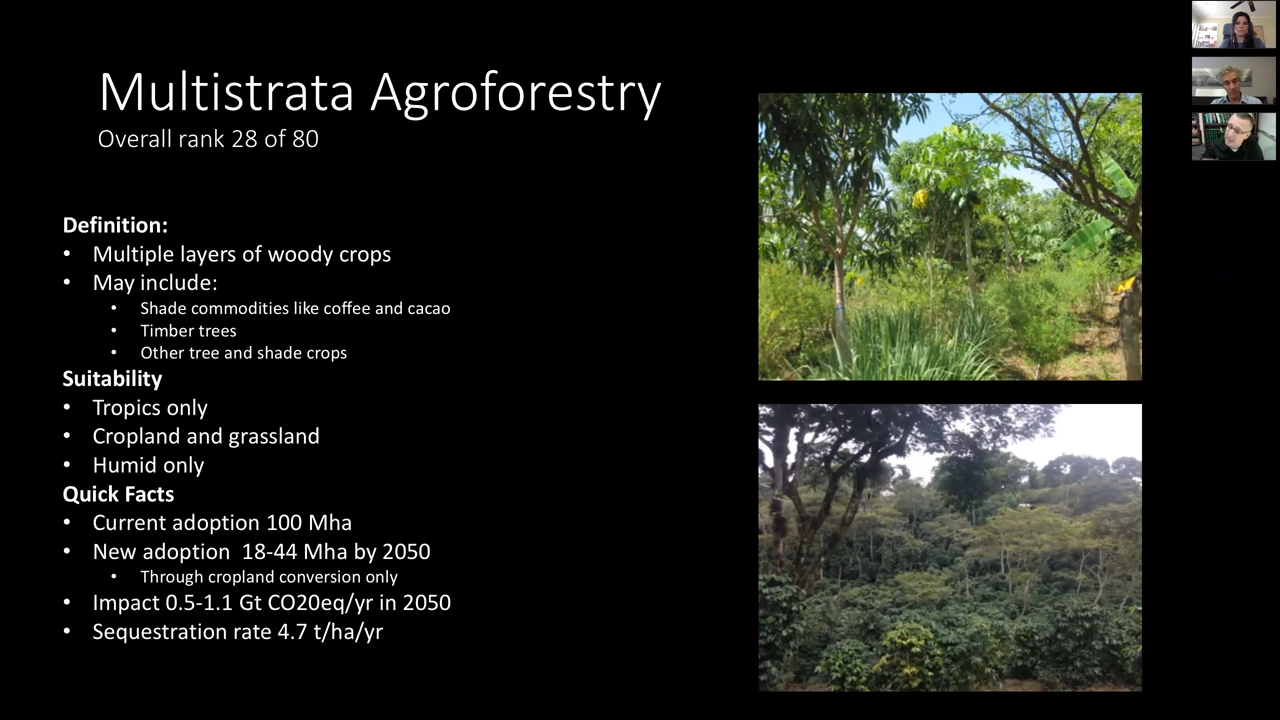 Multistrata Agroforestry
Overall rank 28 of 80
Definition:
• Multiple layers of woody crops
• May include:
• Shade commodities like coffee and cacao
• Timber trees
• Other tree and shade crops
Suitability
• Tropics only
• Cropland and grassland
• Humid only
Quick Facts
• Current adoption 100 Mha
• New adoption 18-44 Mha by 2050
• Through cropland conversion only
• Impact 0.5-1.1 Gt CO20eq/yr in 2050
• Sequestration rate 4.7 t/ha/yr